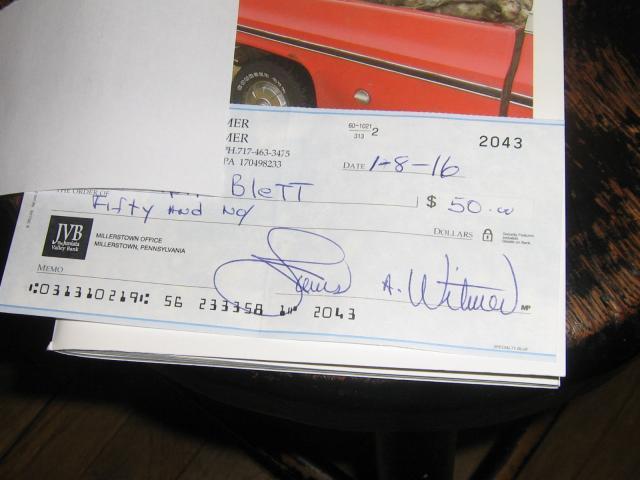 MER 60-1021/313 2 2043
MER
PH.717-463-3475
PA 170498233 DATE 1-8-16
THE ORDER OF Blett $ 50.00
Fifty and no/ DOLLARS
JVB MILLERSTOWN OFFICE
The Juniata Valley Bank MILLERSTOWN, PENNSYLVANIA
MEMO A. Witmer MP
⑆031310219⑆ 56 233358 1⑈ 2043